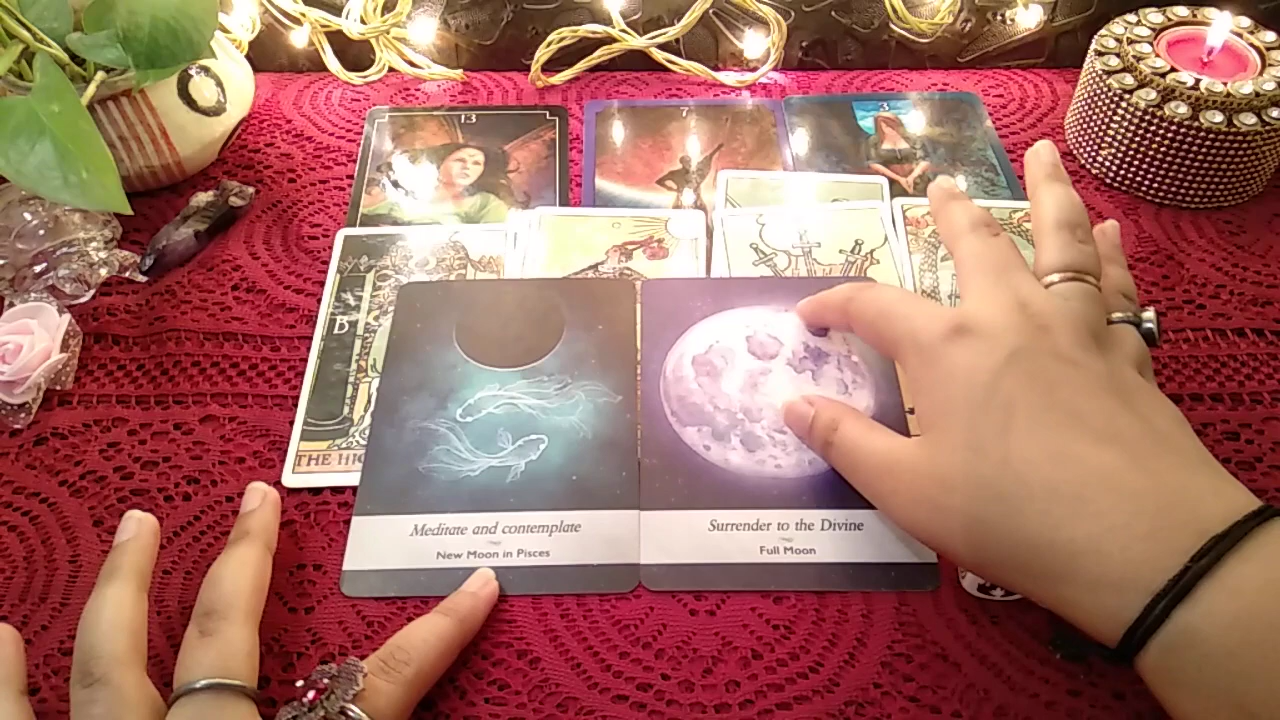 13
7
3
B
THE HI
Meditate and contemplate
New Moon in Pisces
Surrender to the Divine
Full Moon